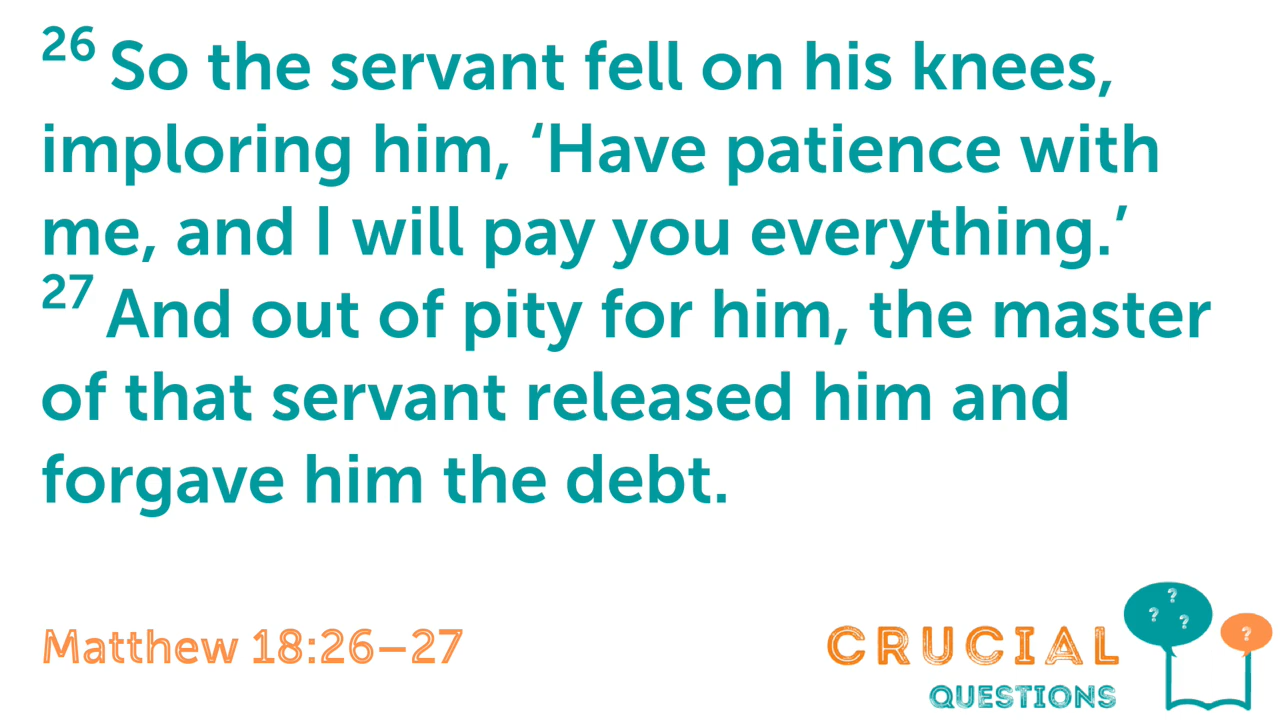 26 So the servant fell on his knees,
imploring him, ‘Have patience with
me, and I will pay you everything.’
27 And out of pity for him, the master
of that servant released him and
forgave him the debt.
Matthew 18:26–27
CRUCIAL
QUESTIONS
? ? ? ?